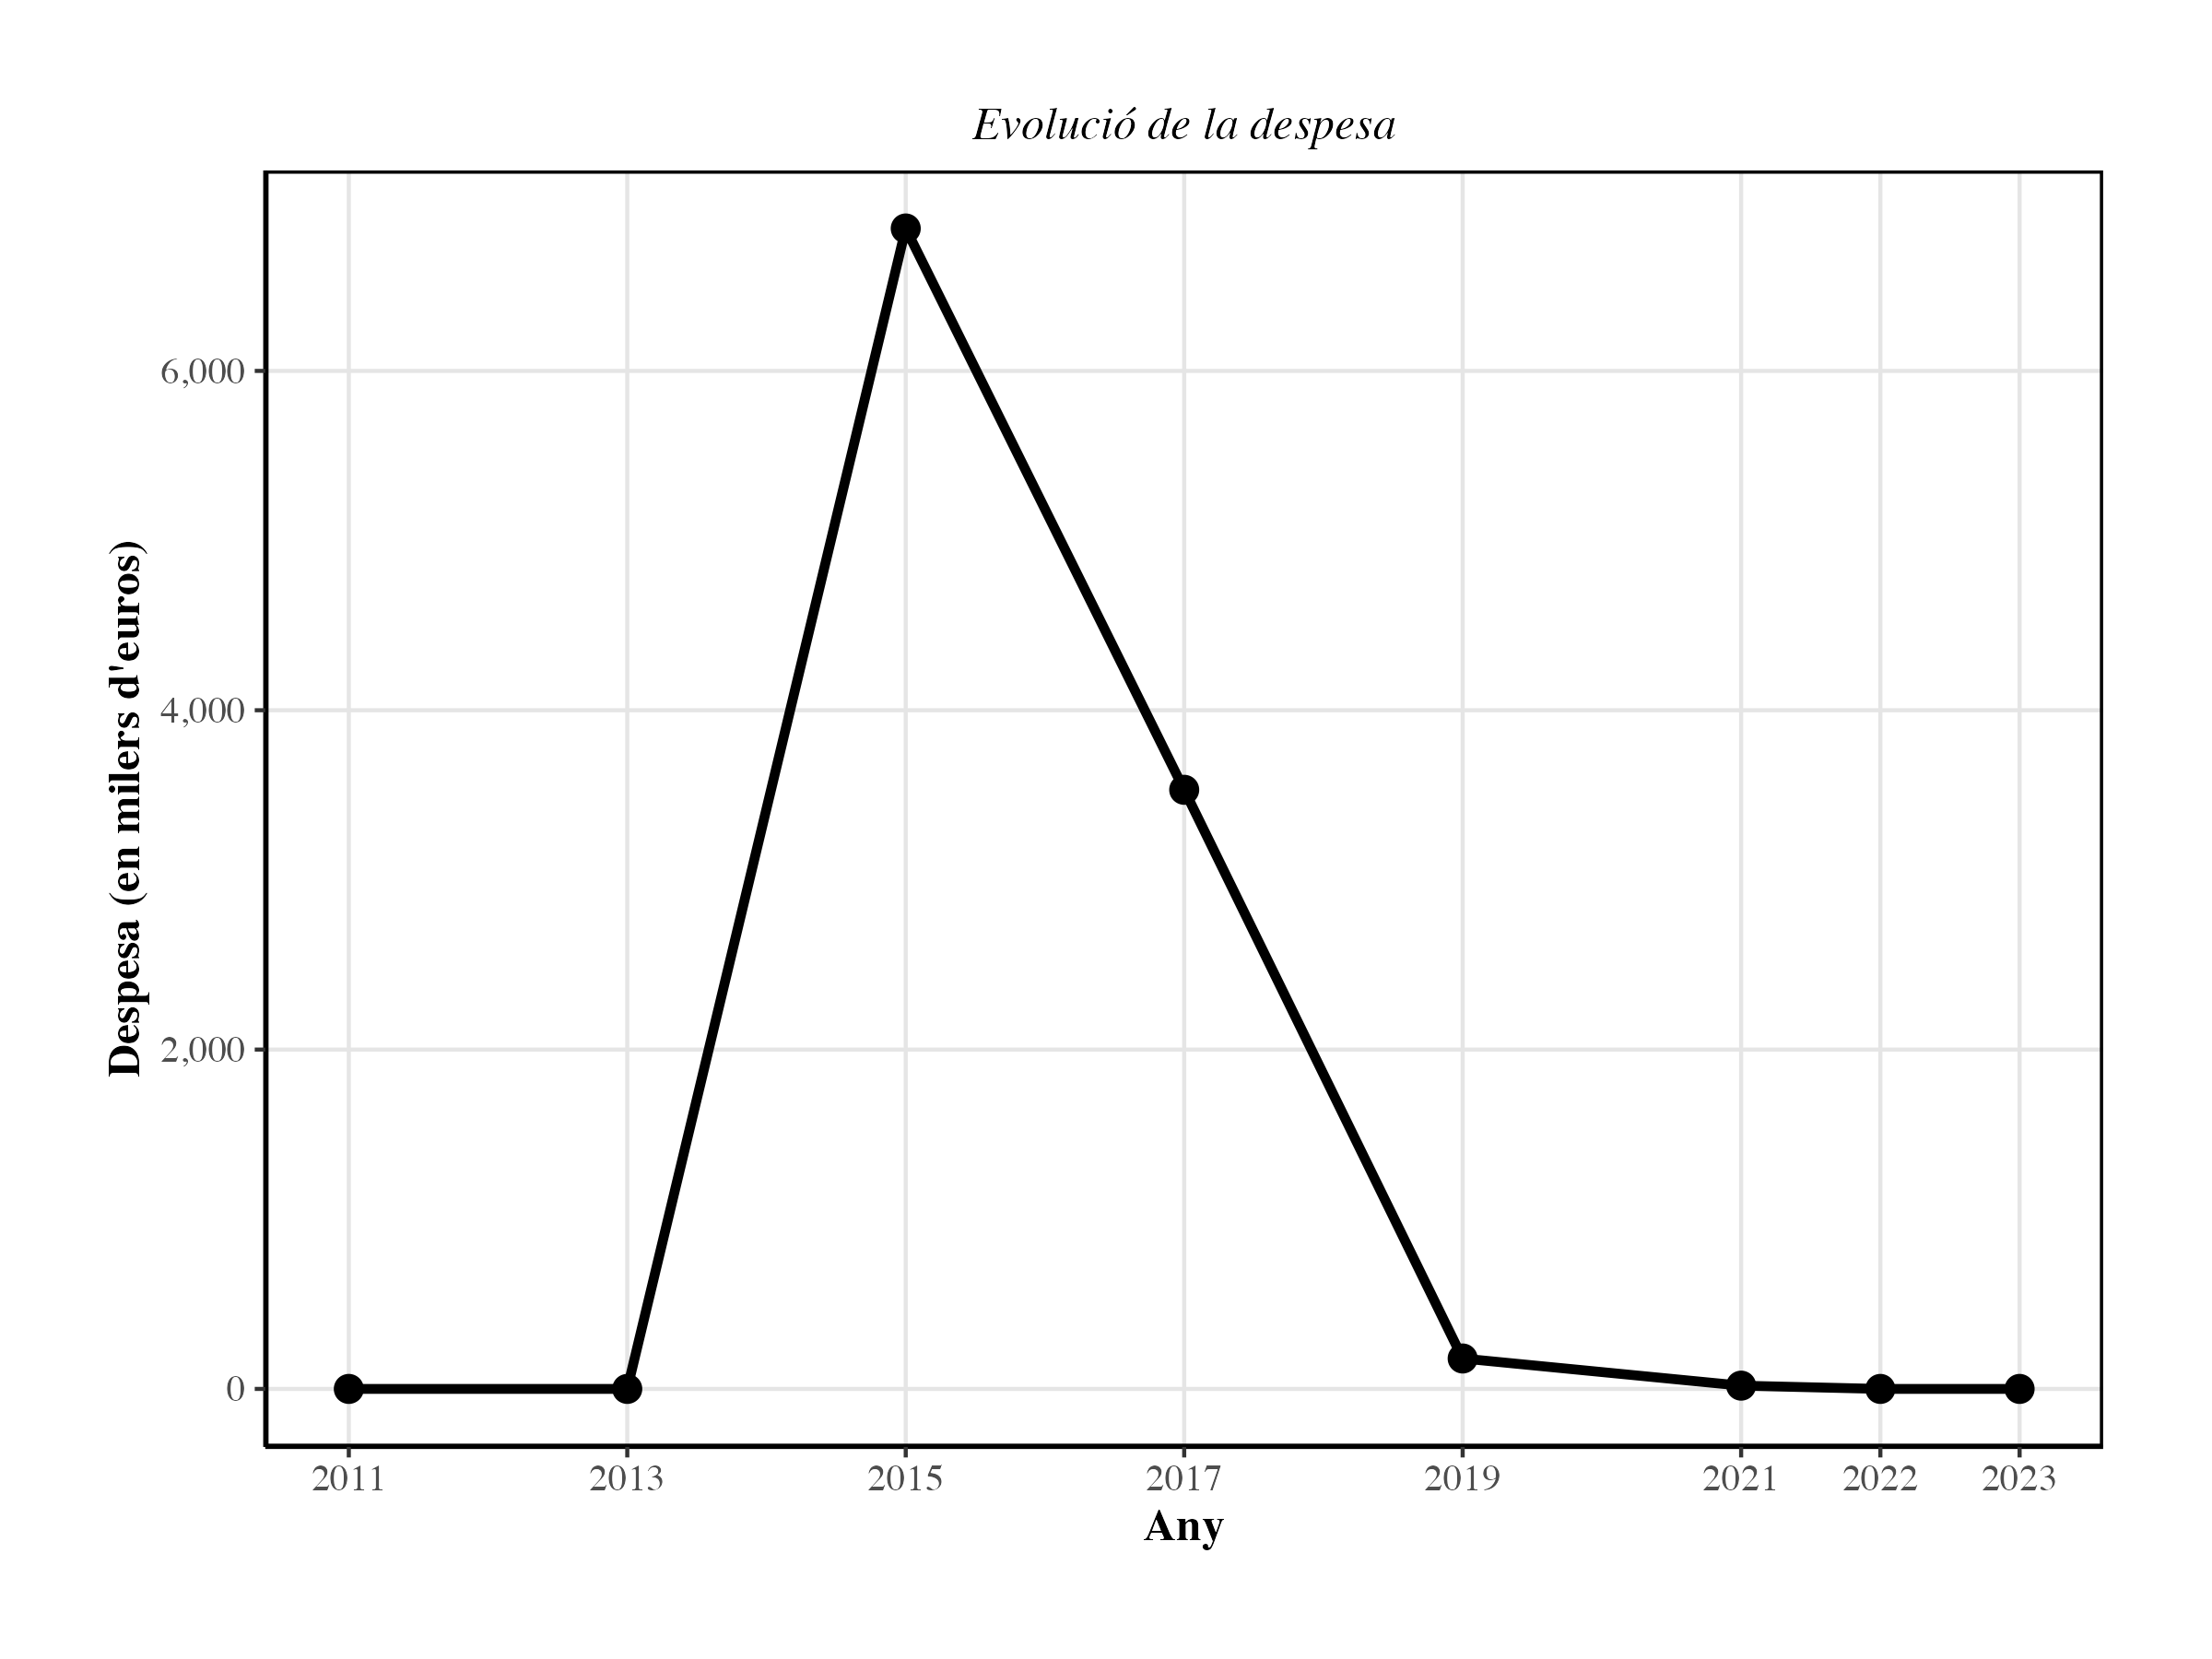 Evolució de la despesa
Despesa (en milers d'euros)
6,000
4,000
2,000
0
2011 2013 2015 2017 2019 2021 2022 2023
Any